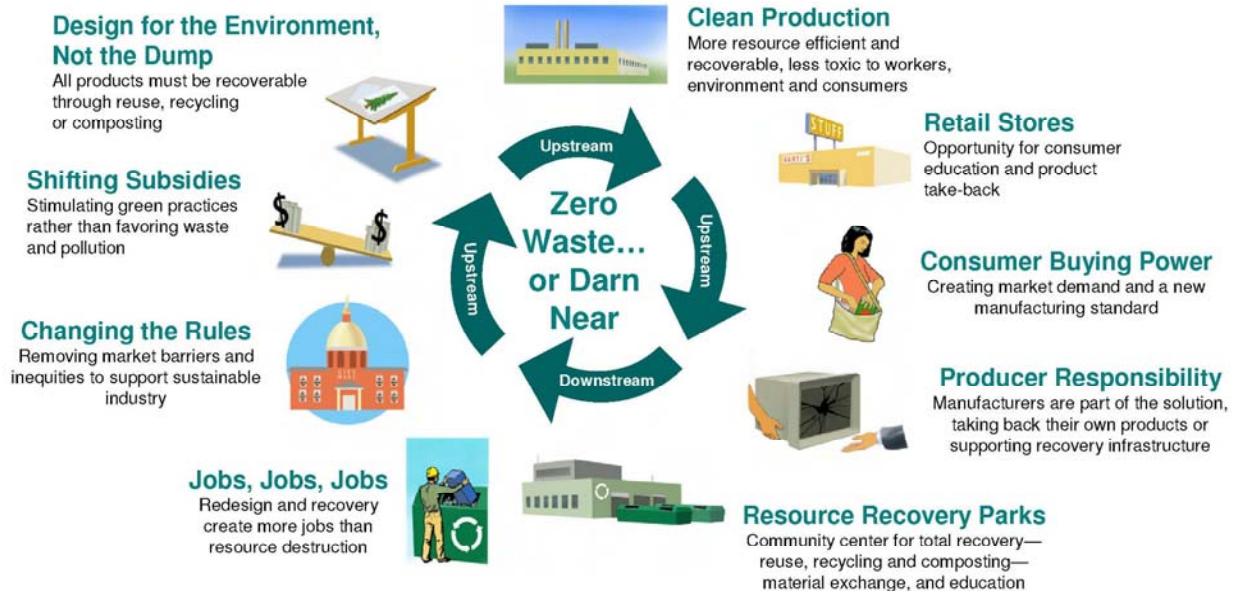 Design for the Environment,
Not the Dump
All products must be recoverable
through reuse, recycling
or composting
Clean Production
More resource efficient and
recoverable, less toxic to workers,
environment and consumers
Retail Stores
Opportunity for consumer
education and product
take-back
STUFF
Shifting Subsidies
Stimulating green practices
rather than favoring waste
and pollution
$
$
Upstream
Upstream
Upstream
Downstream
Zero
Waste…
or Darn
Near
Consumer Buying Power
Creating market demand and a new
manufacturing standard
Changing the Rules
Removing market barriers and
inequities to support sustainable
industry
Producer Responsibility
Manufacturers are part of the solution,
taking back their own products or
supporting recovery infrastructure
Jobs, Jobs, Jobs
Redesign and recovery
create more jobs than
resource destruction
Resource Recovery Parks
Community center for total recovery—
reuse, recycling and composting—
material exchange, and education